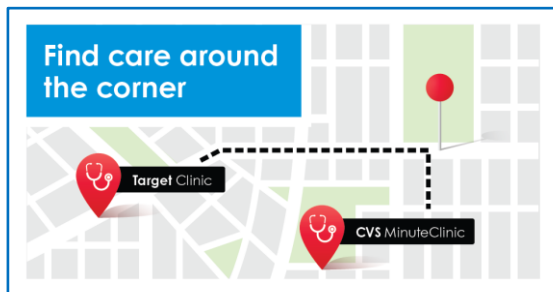 Find care around
the corner
Target Clinic
CVS MinuteClinic